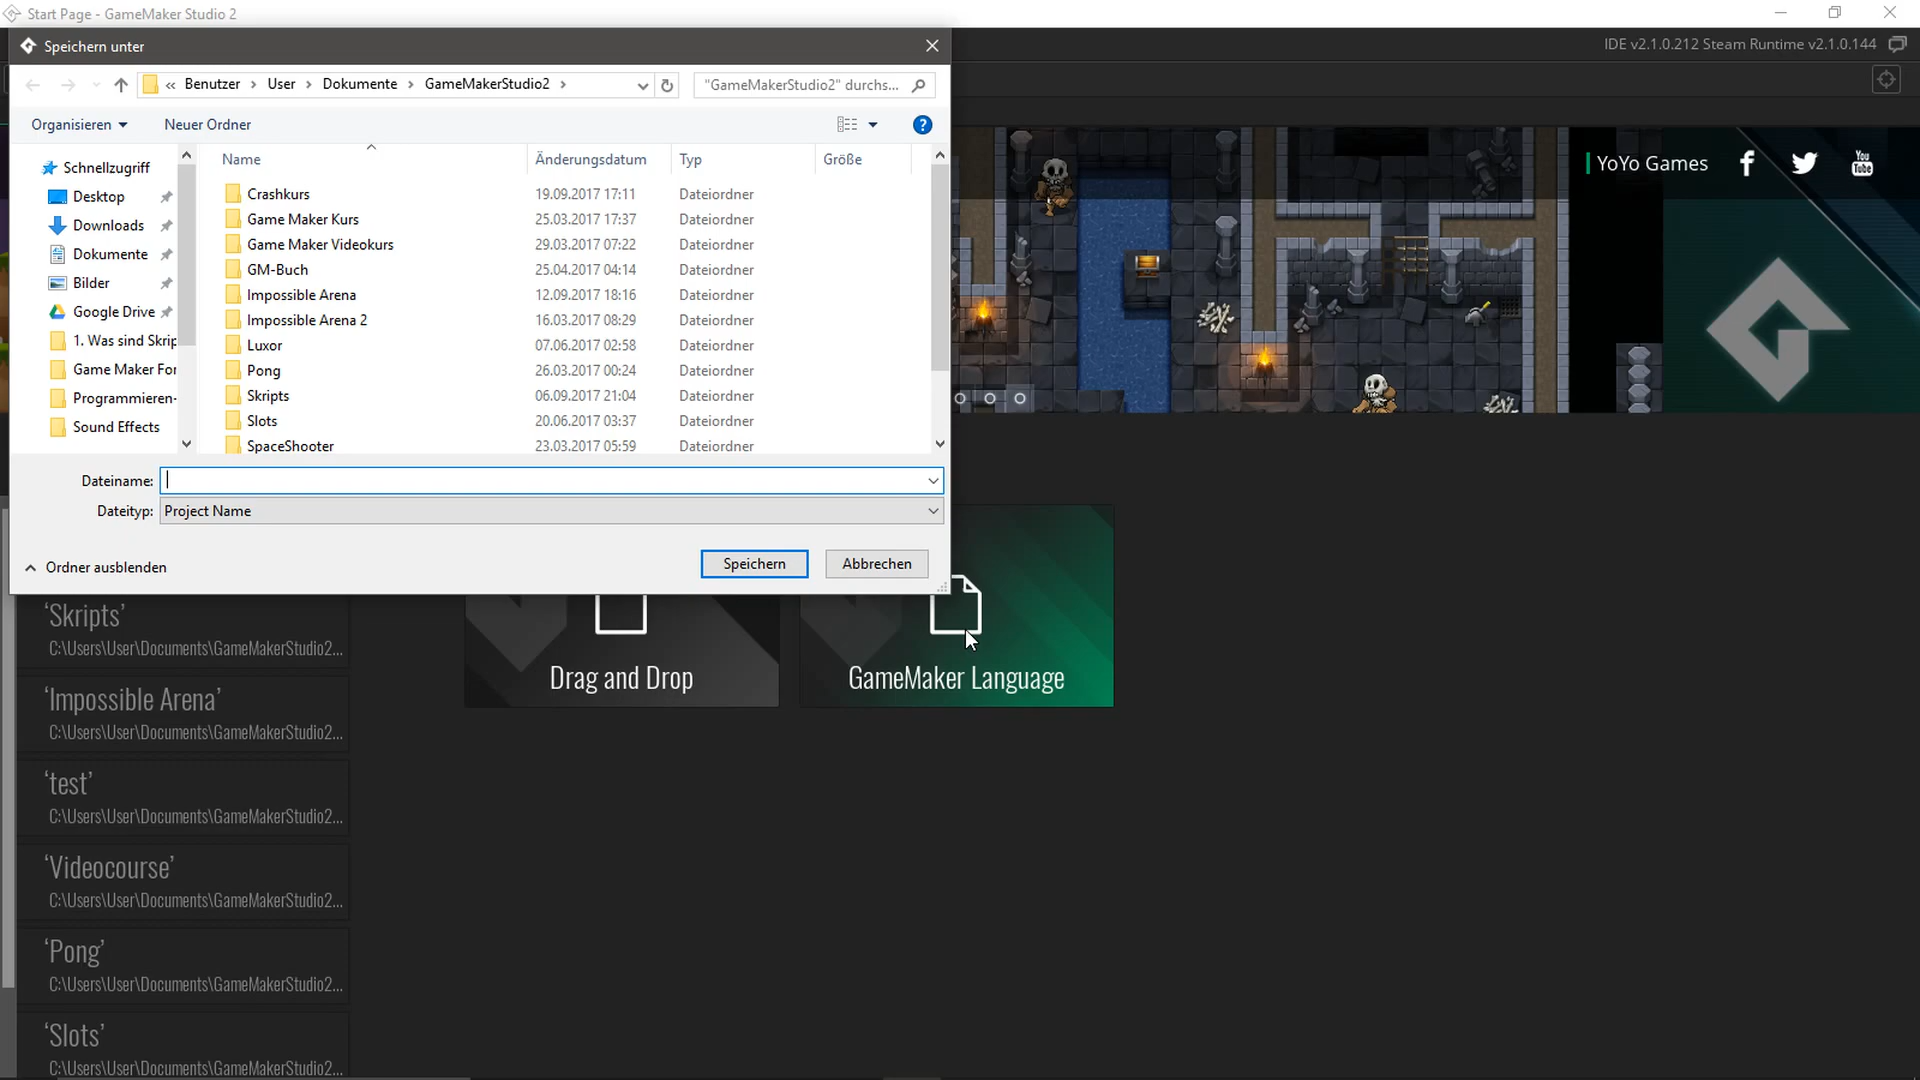 Start Page - GameMaker Studio 2
Speichern unter
IDE v2.1.0.212 Steam Runtime v2.1.0.144
« Benutzer › User › Dokumente › GameMakerStudio2 ›
"GameMakerStudio2" durchs...
Organisieren
Neuer Ordner
?
Schnellzugriff
Desktop
Downloads
Dokumente
Bilder
Google Drive
1. Was sind Skrip
Game Maker For
Programmieren-
Sound Effects
Name Änderungsdatum Typ Größe
Crashkurs 19.09.2017 17:11 Dateiordner
Game Maker Kurs 25.03.2017 17:37 Dateiordner
Game Maker Videokurs 29.03.2017 07:22 Dateiordner
GM-Buch 25.04.2017 04:14 Dateiordner
Impossible Arena 12.09.2017 18:16 Dateiordner
Impossible Arena 2 16.03.2017 08:29 Dateiordner
Luxor 07.06.2017 02:58 Dateiordner
Pong 26.03.2017 00:24 Dateiordner
Skripts 06.09.2017 21:04 Dateiordner
Slots 20.06.2017 03:37 Dateiordner
SpaceShooter 23.03.2017 05:59 Dateiordner
Dateiname:
Dateityp: Project Name
Ordner ausblenden
Speichern
Abbrechen
YoYo Games
You Tube
Drag and Drop
GameMaker Language
‘Skripts’
C:\Users\User\Documents\GameMakerStudio2...
‘Impossible Arena’
C:\Users\User\Documents\GameMakerStudio2...
‘test’
C:\Users\User\Documents\GameMakerStudio2...
‘Videocourse’
C:\Users\User\Documents\GameMakerStudio2...
‘Pong’
C:\Users\User\Documents\GameMakerStudio2...
‘Slots’
C:\Users\User\Documents\GameMakerStudio2...